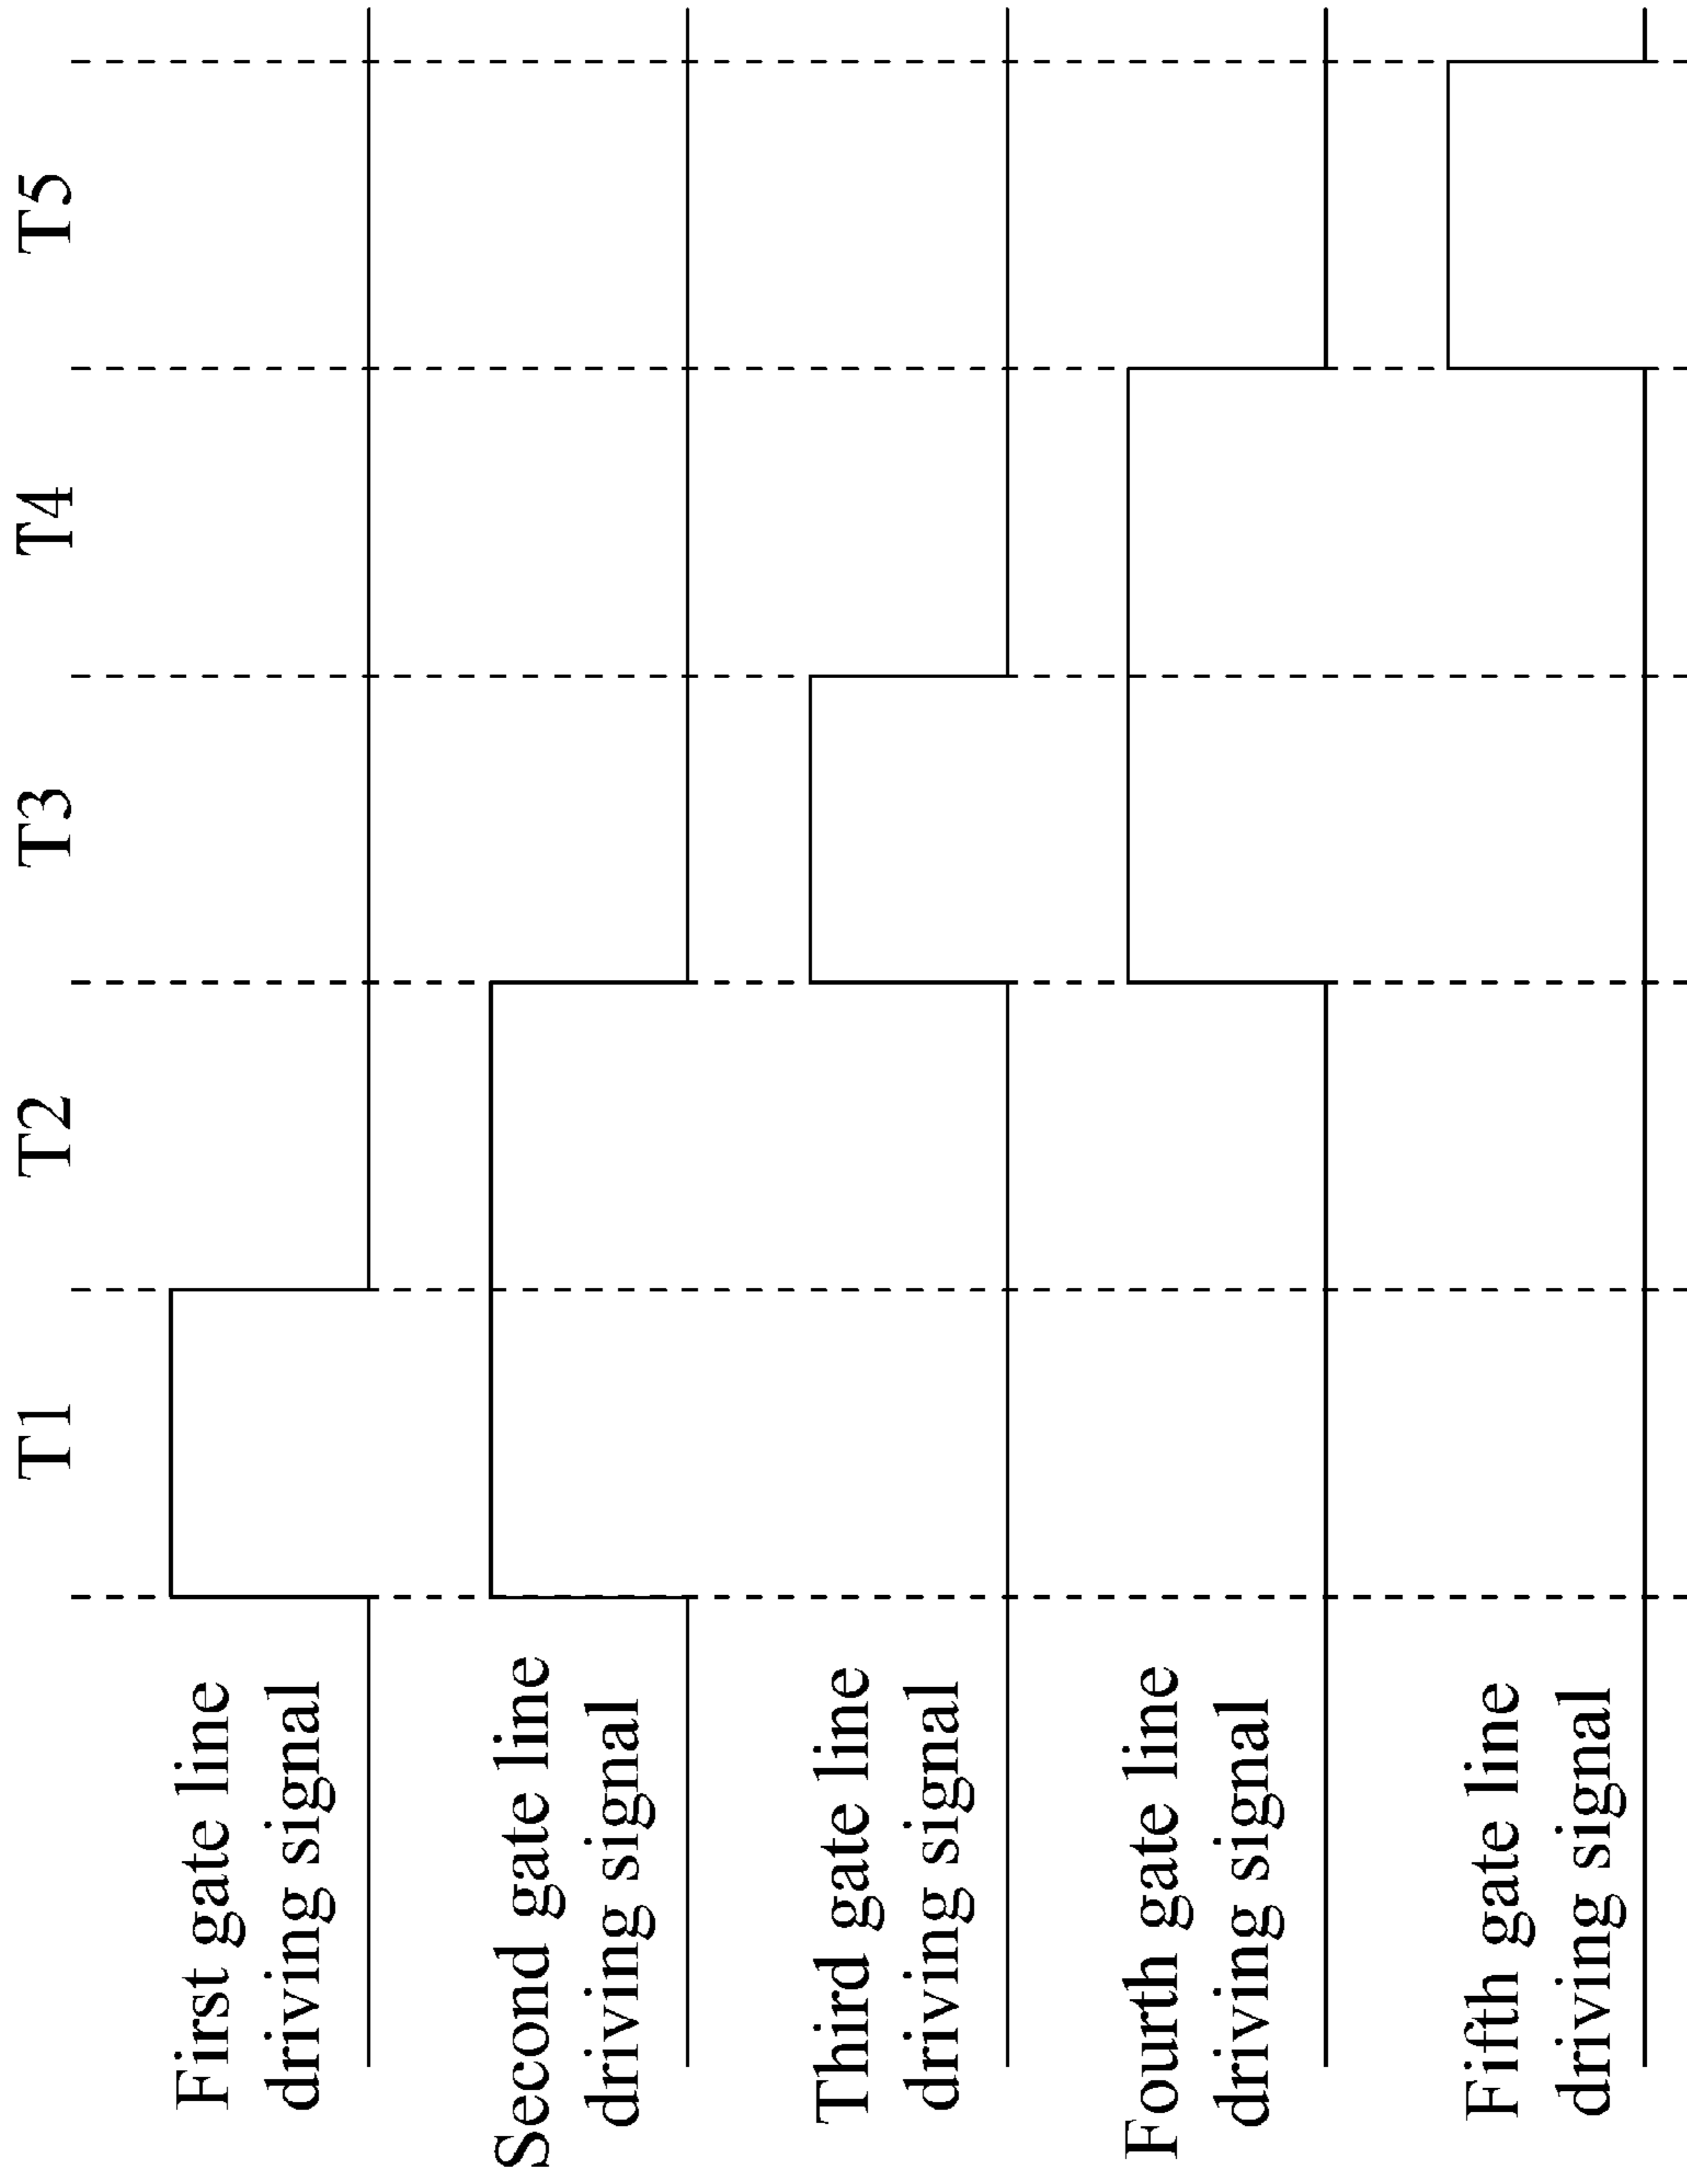 T1
T2
T3
T4
T5
First gate line
driving signal
Second gate line
driving signal
Third gate line
driving signal
Fourth gate line
driving signal
Fifth gate line
driving signal